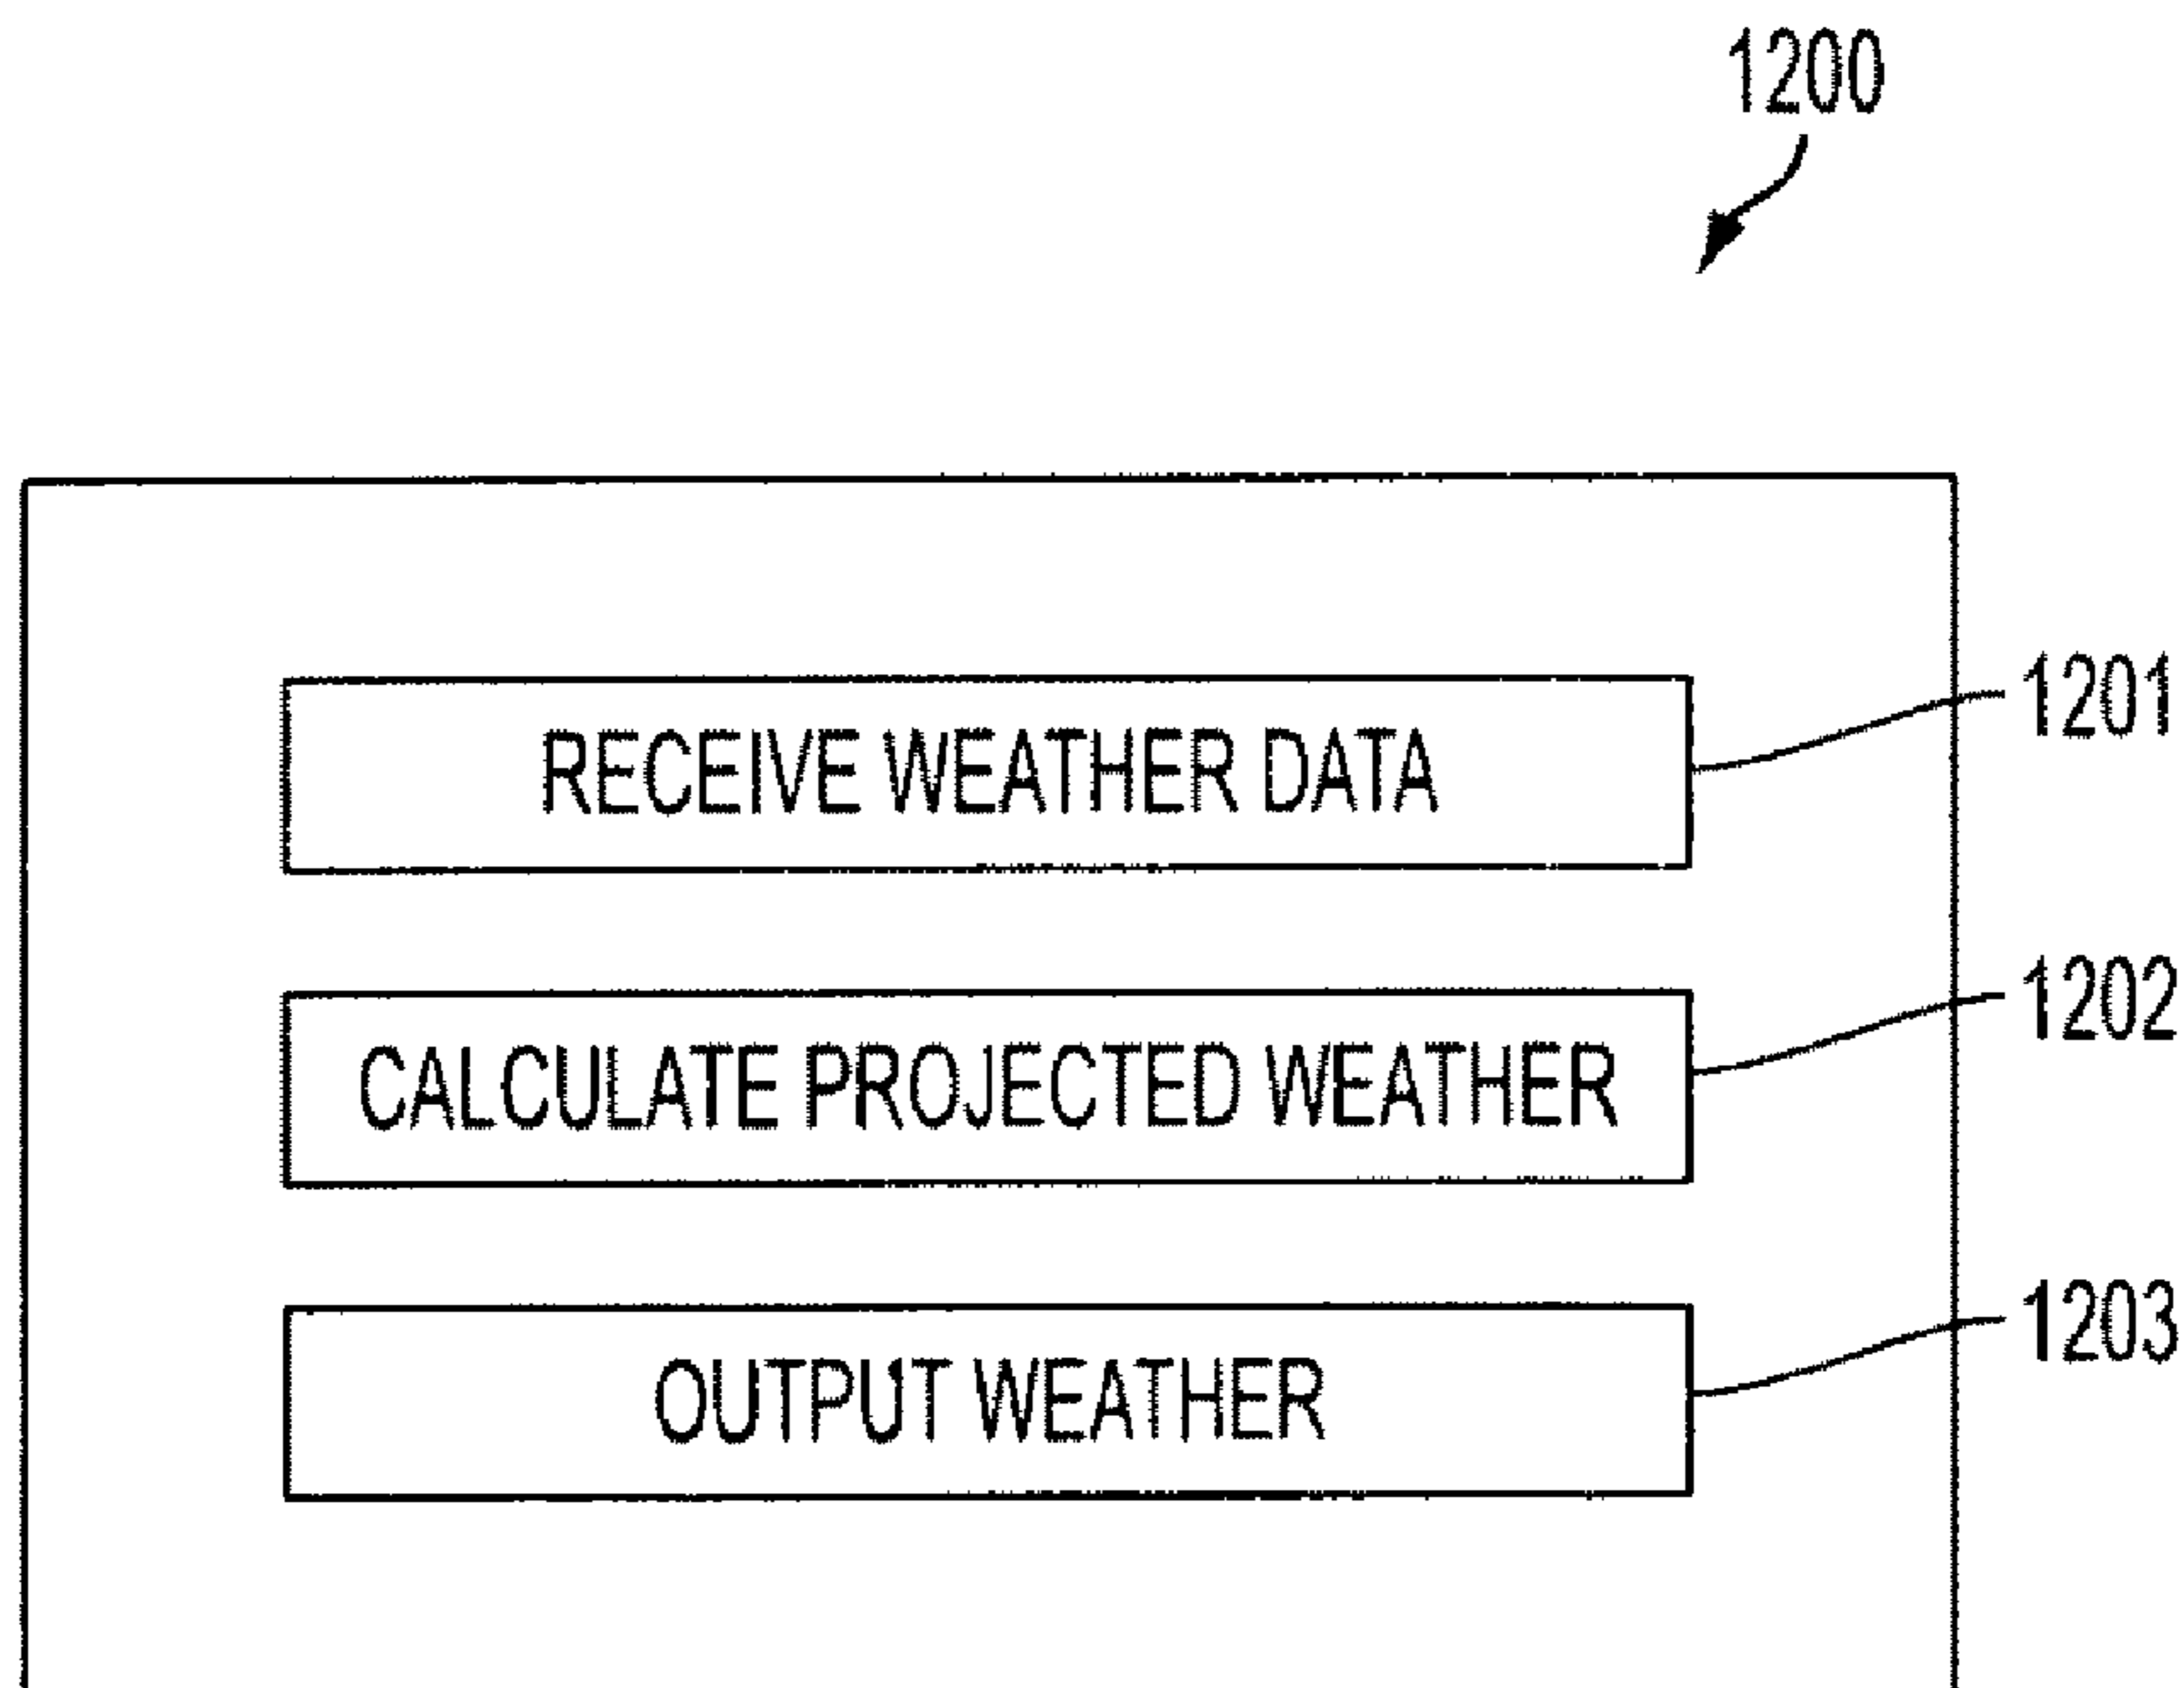 1200
RECEIVE WEATHER DATA
1201
CALCULATE PROJECTED WEATHER
1202
OUTPUT WEATHER
1203